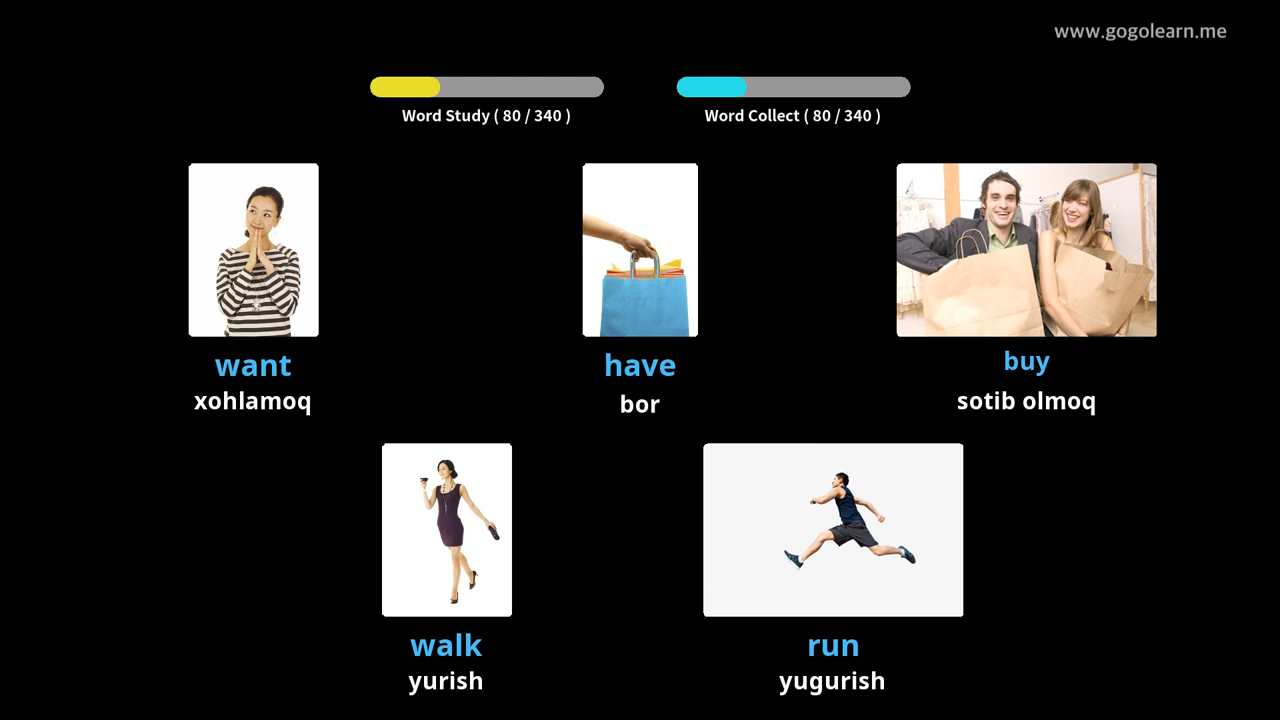 www.gogolearn.me
Word Study ( 80 / 340 )
Word Collect ( 80 / 340 )
want
xohlamoq
have
bor
buy
sotib olmoq
walk
yurish
run
yugurish